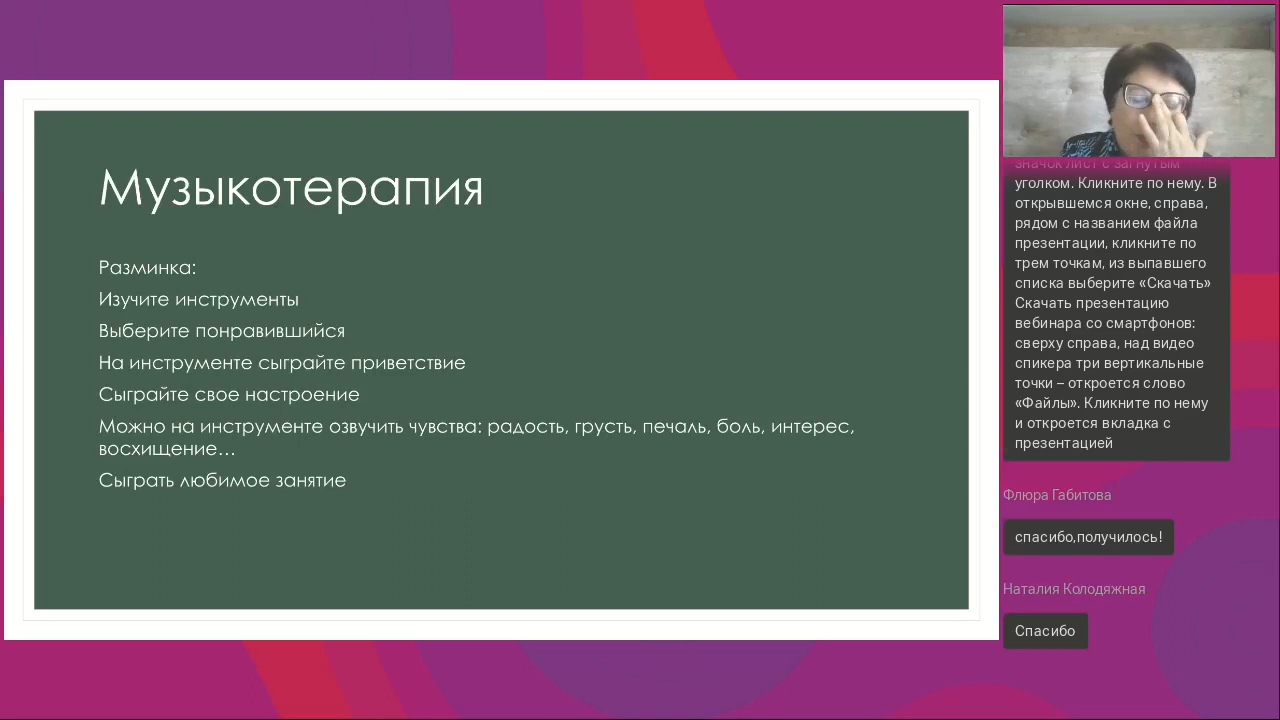 Музыкотерапия
Разминка:
Изучите инструменты
Выберите понравившийся
На инструменте сыграйте приветствие
Сыграйте свое настроение
Можно на инструменте озвучить чувства: радость, грусть, печаль, боль, интерес,
восхищение…
Сыграть любимое занятие
значок лист с загнутым
уголком. Кликните по нему. В
открывшемся окне, справа,
рядом с названием файла
презентации, кликните по
трем точкам, из выпавшего
списка выберите «Скачать»
Скачать презентацию
вебинара со смартфонов:
сверху справа, над видео
спикера три вертикальные
точки – откроется слово
«Файлы». Кликните по нему
и откроется вкладка с
презентацией
Флюра Габитова
спасибо,получилось!
Наталия Колодяжная
Спасибо